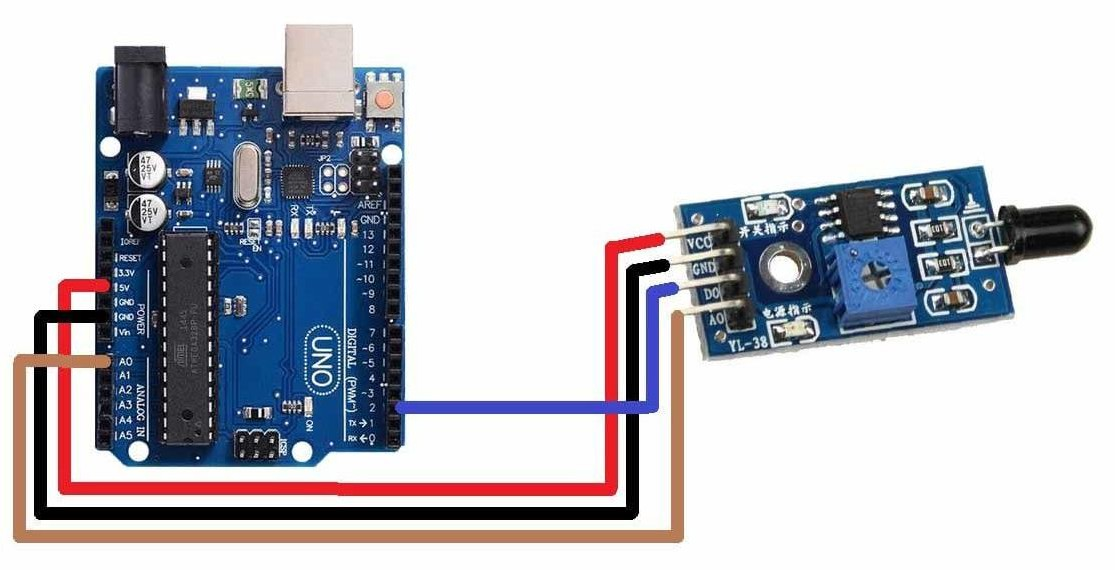 47
25V
VT
47
25V
VT
JP2
RX
TX
L
RESET
AREF
GND
13
12
~11
~10
~9
8
7
~6
~5
4
~3
2
TX→1
RX←0
DIGITAL (PWM~)
IOREF
RESET
3.3V
5V
GND
GND
Vin
POWER
A0
A1
A2
A3
A4
A5
ANALOG IN
UNO
ON
ICSP
VCC
GND
DO
AO
开关指示
电源指示
YL-38
103
103